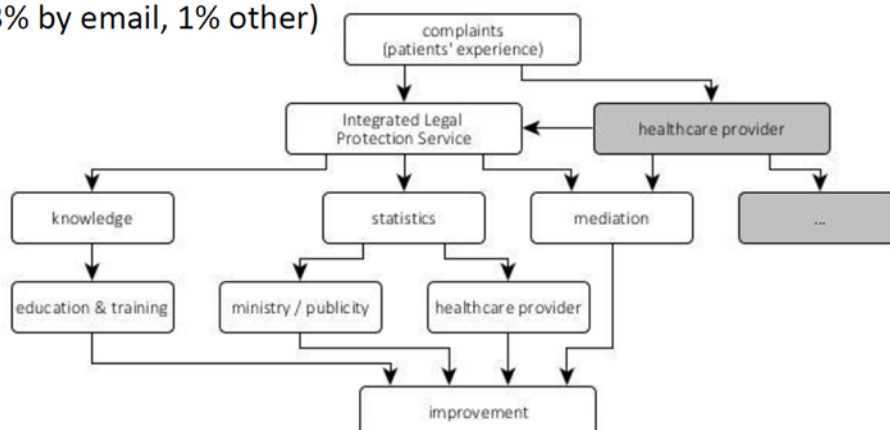 % by email, 1% other)
complaints
(patients' experience)
Integrated Legal
Protection Service
healthcare provider
knowledge
statistics
mediation
...
education & training
ministry / publicity
healthcare provider
improvement